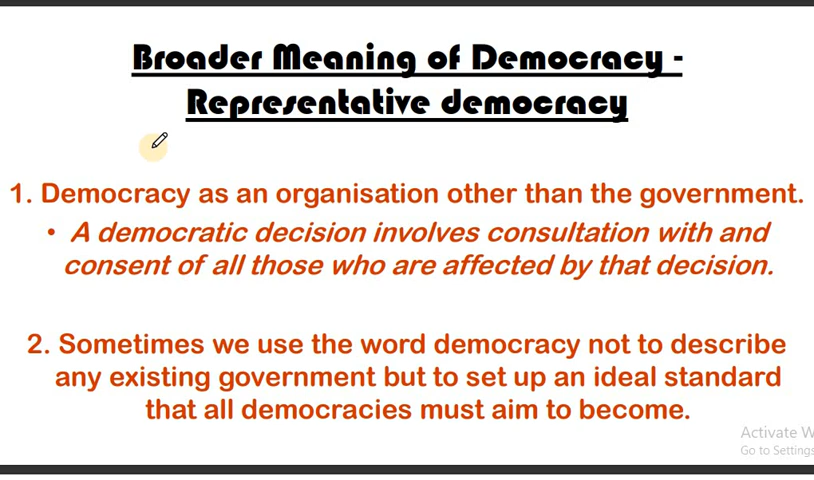 Broader Meaning of Democracy -
Representative democracy
1. Democracy as an organisation other than the government.
• A democratic decision involves consultation with and
consent of all those who are affected by that decision.
2. Sometimes we use the word democracy not to describe
any existing government but to set up an ideal standard
that all democracies must aim to become.
Activate W
Go to Settings